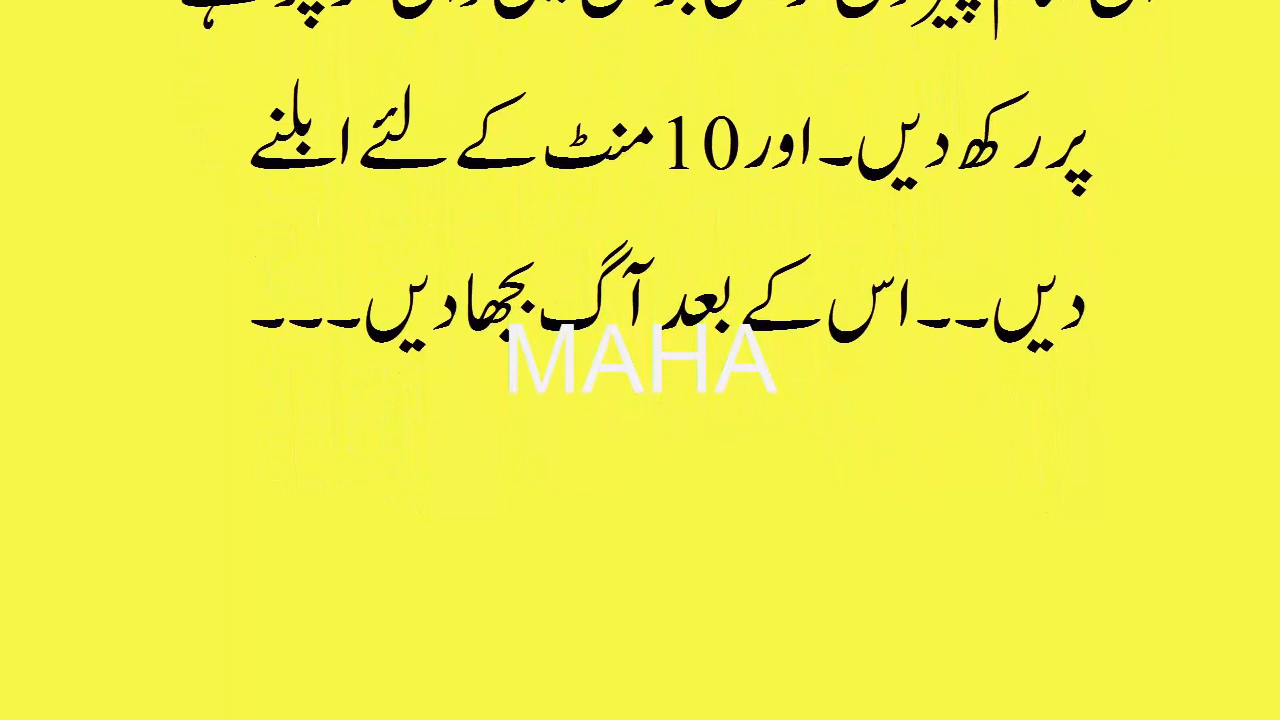 پر رکھ دیں۔ اور 10 منٹ کے لئے ابلنے
دیں۔۔ اس کے بعد آگ بجھا دیں۔۔۔
MAHA